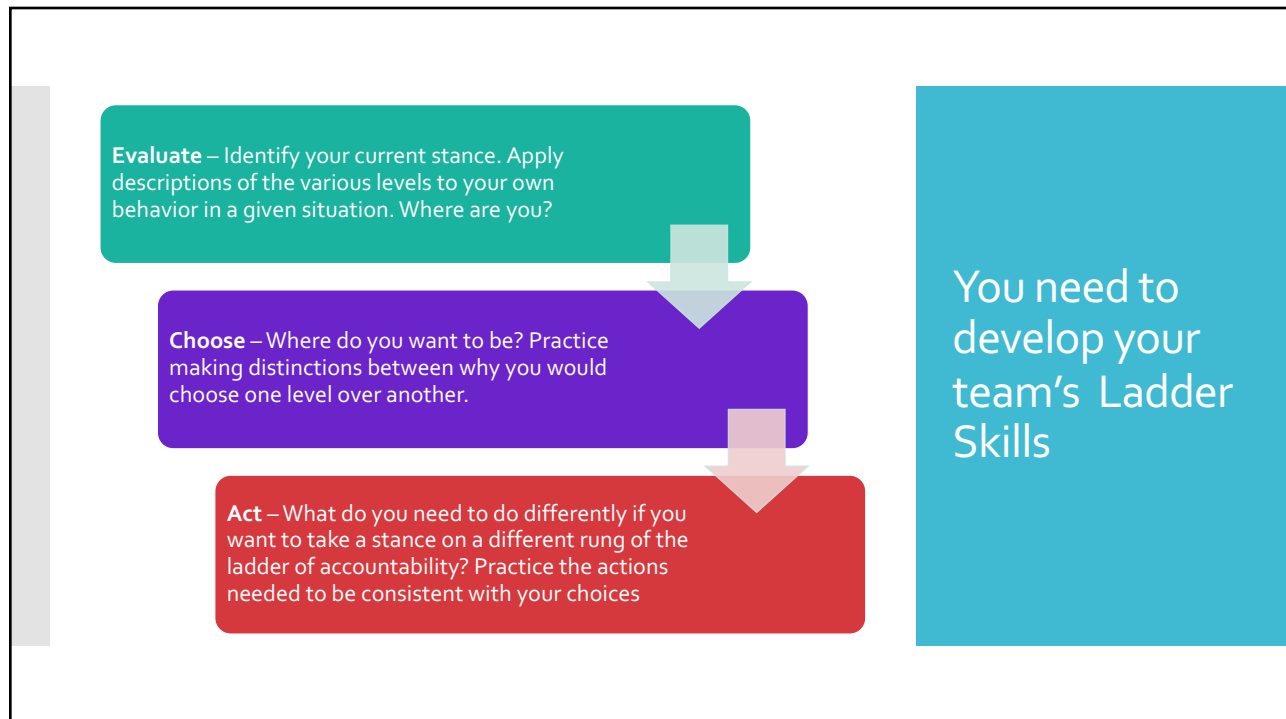 Evaluate – Identify your current stance. Apply
descriptions of the various levels to your own
behavior in a given situation. Where are you?
Choose – Where do you want to be? Practice
making distinctions between why you would
choose one level over another.
Act – What do you need to do differently if you
want to take a stance on a different rung of the
ladder of accountability? Practice the actions
needed to be consistent with your choices
You need to
develop your
team’s  Ladder
Skills